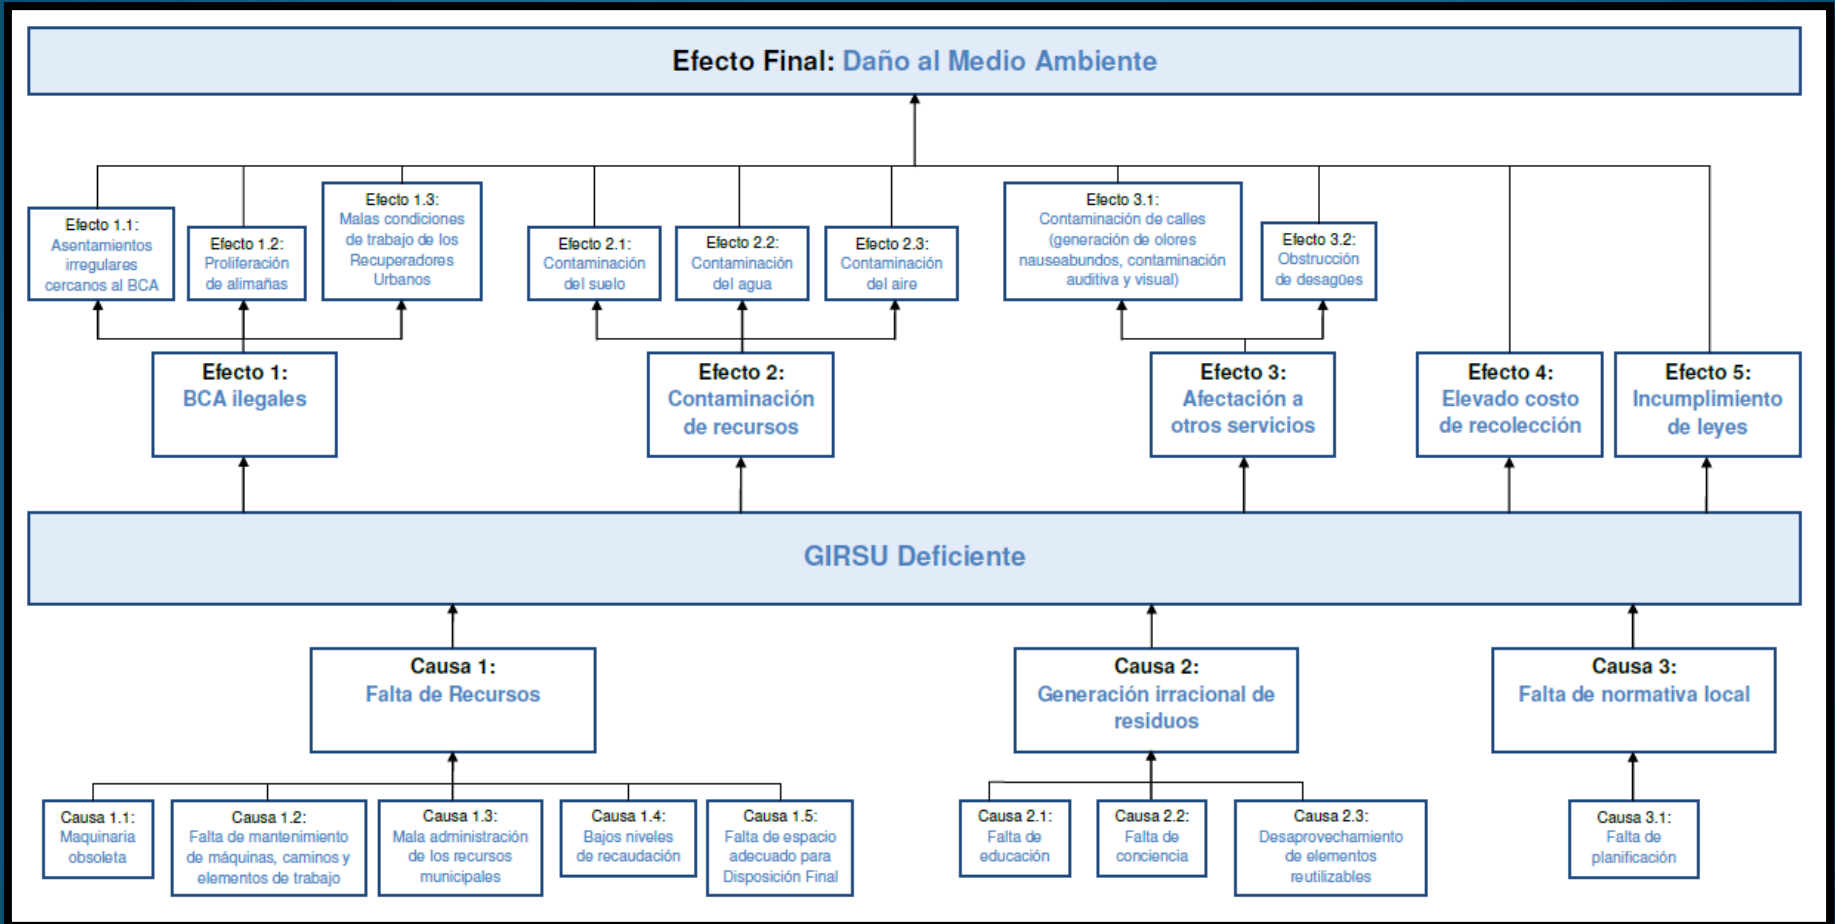 Efecto Final: Daño al Medio Ambiente
Efecto 1.1:
Asentamientos
irregulares
cercanos al BCA
Efecto 1.2:
Proliferación
de alimañas
Efecto 1.3:
Malas condiciones
de trabajo de los
Recuperadores
Urbanos
Efecto 2.1:
Contaminación
del suelo
Efecto 2.2:
Contaminación
del agua
Efecto 2.3:
Contaminación
del aire
Efecto 3.1:
Contaminación de calles
(generación de olores
nauseabundos, contaminación
auditiva y visual)
Efecto 3.2:
Obstrucción
de desagües
Efecto 1:
BCA ilegales
Efecto 2:
Contaminación
de recursos
Efecto 3:
Afectación a
otros servicios
Efecto 4:
Elevado costo
de recolección
Efecto 5:
Incumplimiento
de leyes
GIRSU Deficiente
Causa 1:
Falta de Recursos
Causa 2:
Generación irracional de
residuos
Causa 3:
Falta de normativa local
Causa 1.1:
Maquinaria
obsoleta
Causa 1.2:
Falta de mantenimiento
de máquinas, caminos y
elementos de trabajo
Causa 1.3:
Mala administración
de los recursos
municipales
Causa 1.4:
Bajos niveles
de recaudación
Causa 1.5:
Falta de espacio
adecuado para
Disposición Final
Causa 2.1:
Falta de
educación
Causa 2.2:
Falta de
conciencia
Causa 2.3:
Desaprovechamiento
de elementos
reutilizables
Causa 3.1:
Falta de
planificación